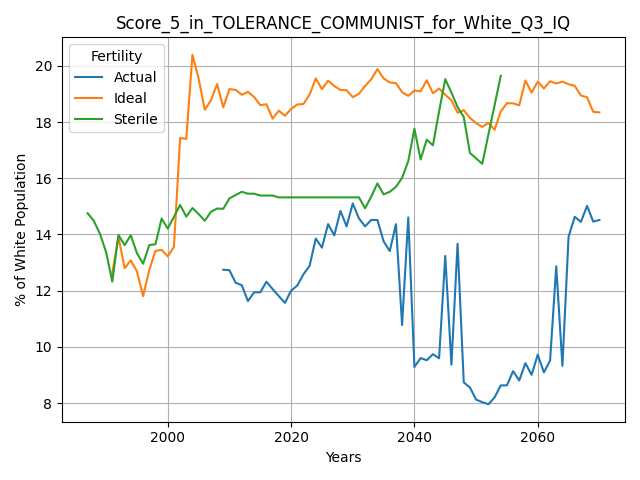 Score_5_in_TOLERANCE_COMMUNIST_for_White_Q3_IQ
Fertility
Actual
Ideal
Sterile
% of White Population
20
18
16
14
12
10
8
2000 2020 2040 2060
Years